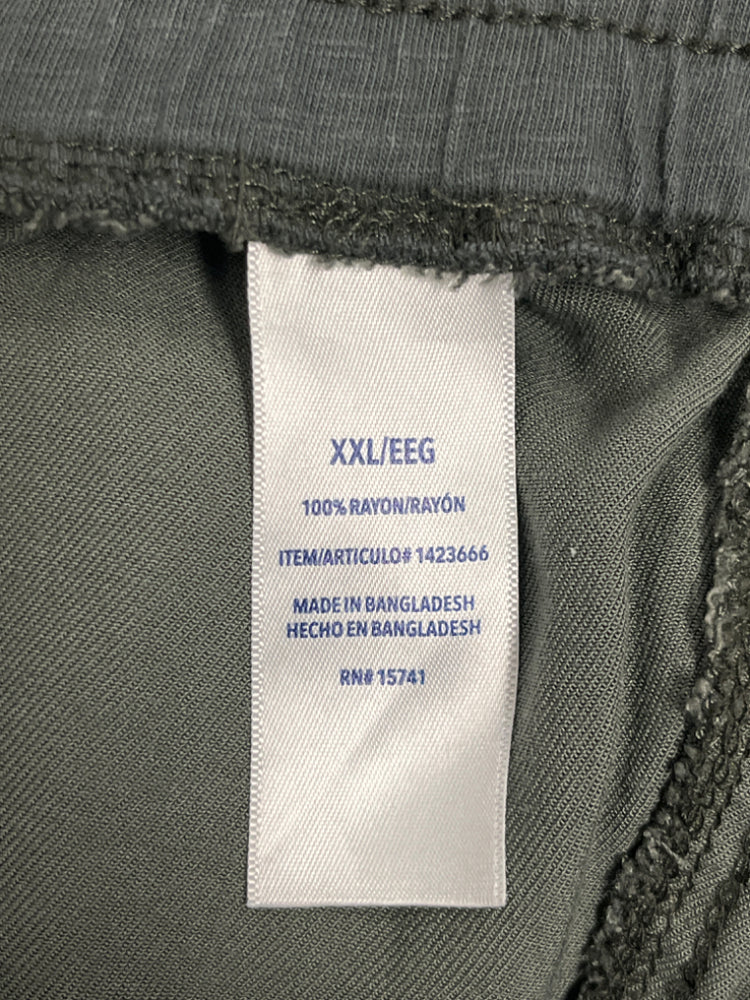 XXL/EEG
100% RAYON/RAYÓN
ITEM/ARTICULO# 1423666
MADE IN BANGLADESH
HECHO EN BANGLADESH
RN# 15741